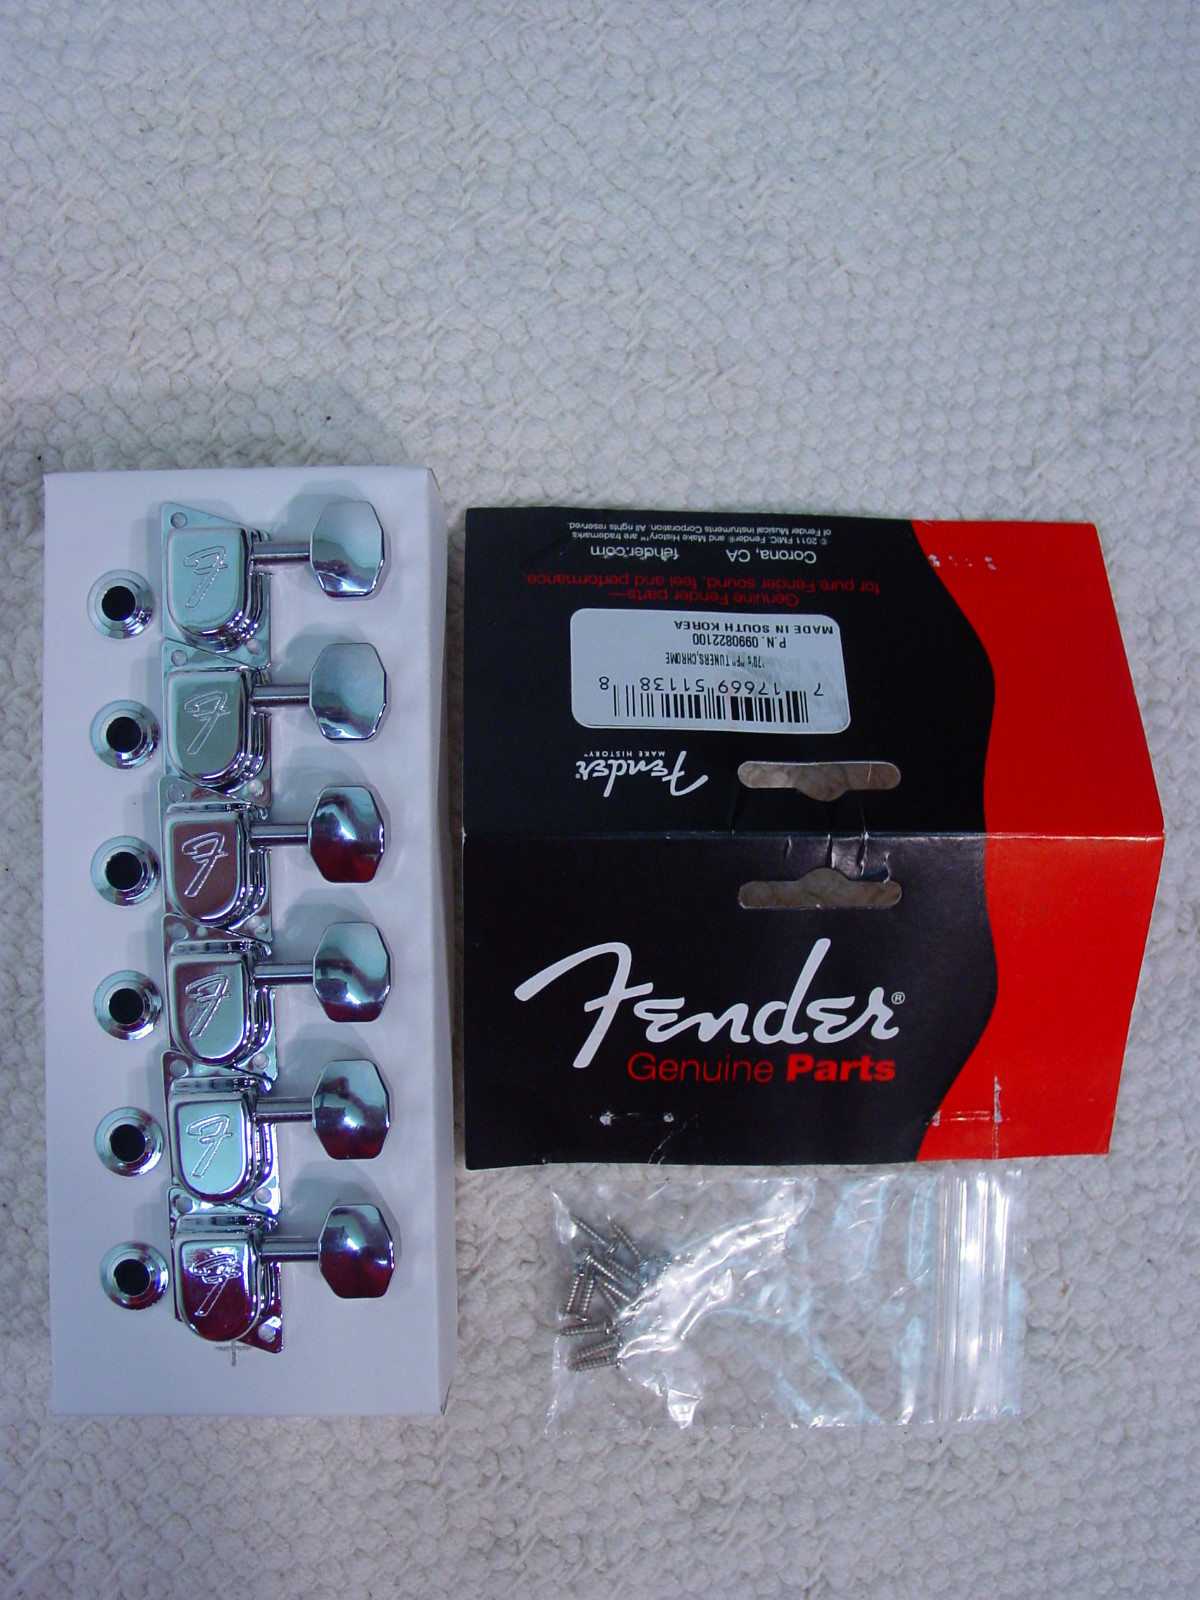 Fender®
Genuine Parts
Fender®
MAKE HISTORY™
7 17669 51138 8
'70's "F" TUNERS,CHROME
P.N. 0990822100
MADE IN SOUTH KOREA
Genuine Fender parts—
for pure Fender sound, feel and performance.
Corona, CA fender.com
© 2011 FMIC. Fender® and Make History™ are trademarks
of Fender Musical Instruments Corporation. All rights reserved.
F
F
F
F
F
F